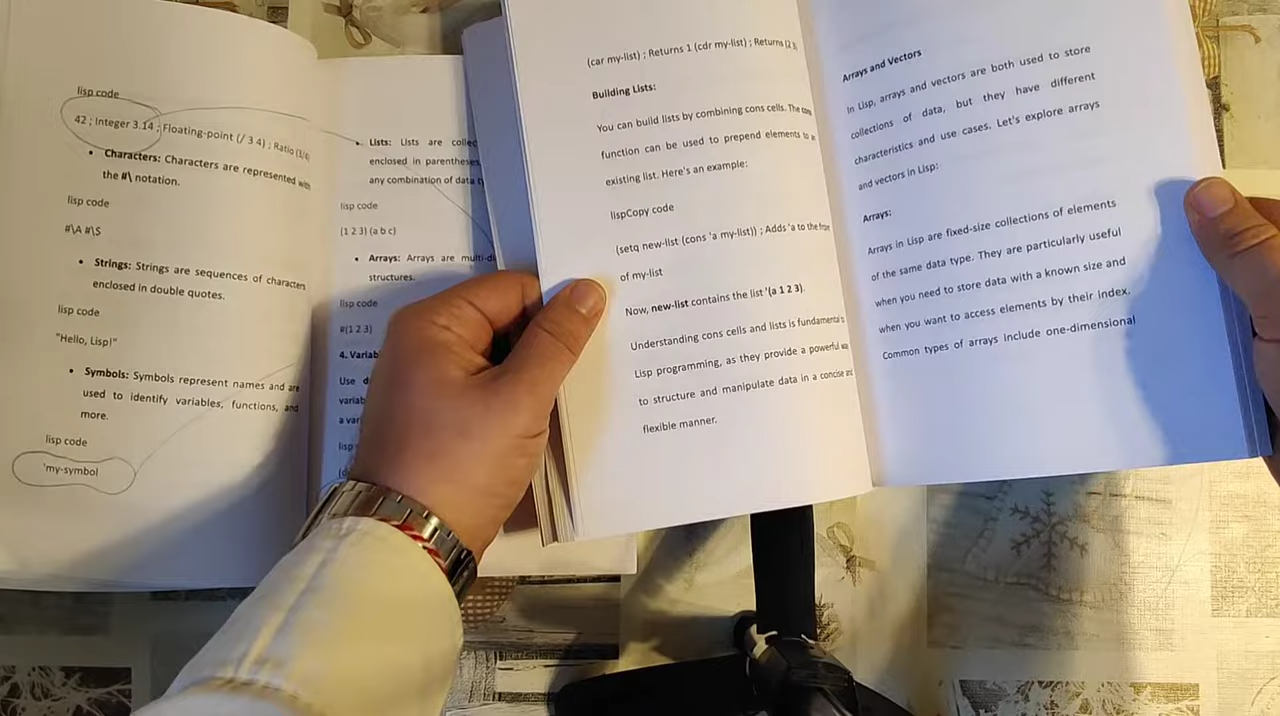 lisp code
42 ; Integer 3.14 ; Floating-point (/ 3 4) ; Ratio (3/4)
• Characters: Characters are represented with
the #\ notation.
lisp code
#\A #\S
• Strings: Strings are sequences of characters
enclosed in double quotes.
lisp code
"Hello, Lisp!"
• Symbols: Symbols represent names and are
used to identify variables, functions, and
more.
lisp code
'my-symbol
• Lists: Lists are
enclosed in parentheses
any combination of data
lisp code
(1 2 3) (a b c)
• Arrays: Arrays are
structures.
lisp code
#(1 2 3)
4.
Use
a
lisp
(car my-list) ; Returns 1 (cdr my-list) ; Returns (2 3)
Building Lists:
You can build lists by combining cons cells. The cons
function can be used to prepend elements to an
existing list. Here's an example:
lispCopy code
(setq new-list (cons 'a my-list)) ; Adds 'a to the front
of my-list
Now, new-list contains the list '(a 1 2 3).
Understanding cons cells and lists is fundamental
Lisp programming, as they provide a powerful way
to structure and manipulate data in a concise and
flexible manner.
Arrays and Vectors
In Lisp, arrays and vectors are both used to store
collections of data, but they have different
characteristics and use cases. Let's explore arrays
and vectors in Lisp:
Arrays:
Arrays in Lisp are fixed-size collections of elements
of the same data type. They are particularly useful
when you need to store data with a known size and
when you want to access elements by their index.
Common types of arrays include one-dimensional